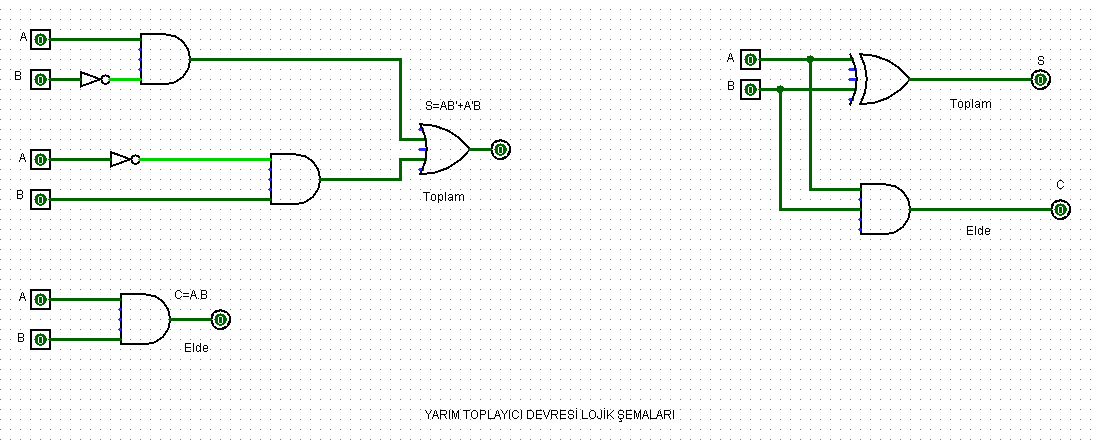 A 0
B 0
S=AB'+A'B
A 0
B 0
0
Toplam
A 0
B 0
C=A.B
0
Elde
A 0
B 0
S
0
Toplam
C
0
Elde
YARIM TOPLAYICI DEVRESİ LOJİK ŞEMALARI